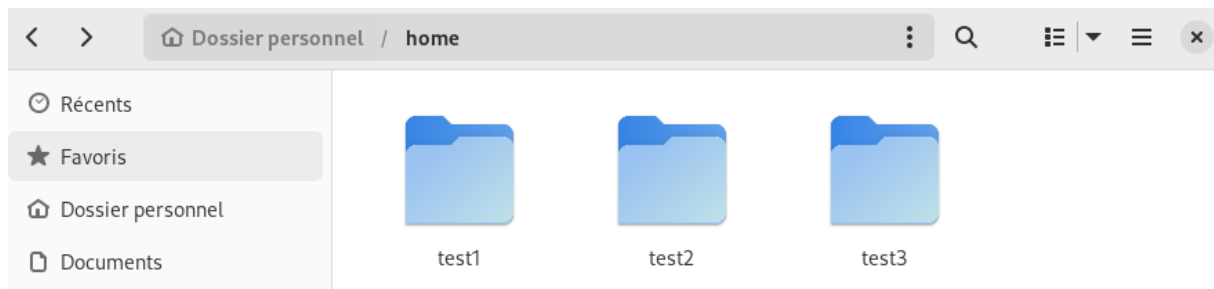 Dossier personnel / home
Récents
Favoris
Dossier personnel
Documents
test1 test2 test3